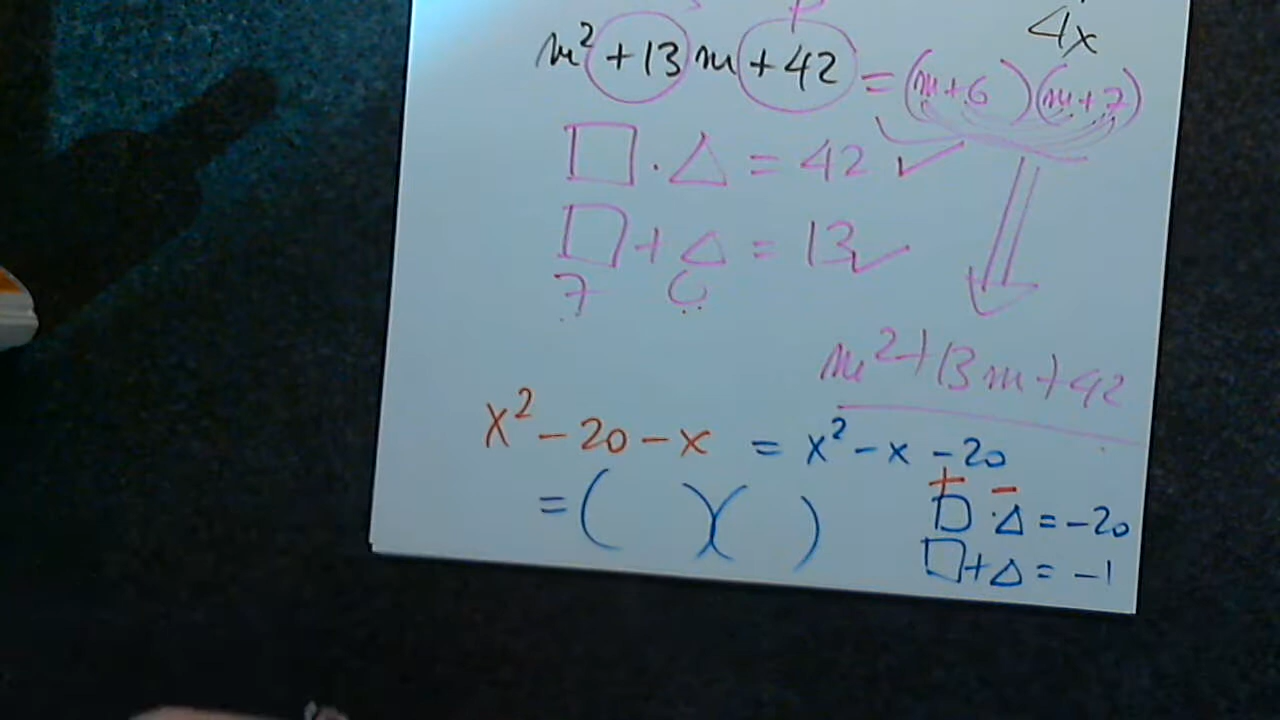 4x
m² + 13m + 42 = (m + 6)(m + 7)
□ · △ = 42 ✓
□ + △ = 13 ✓
7 6
m² + 13m + 42
x² - 20 - x = x² - x - 20
+ -
= ( )( ) □ · △ = -20
□ + △ = -1